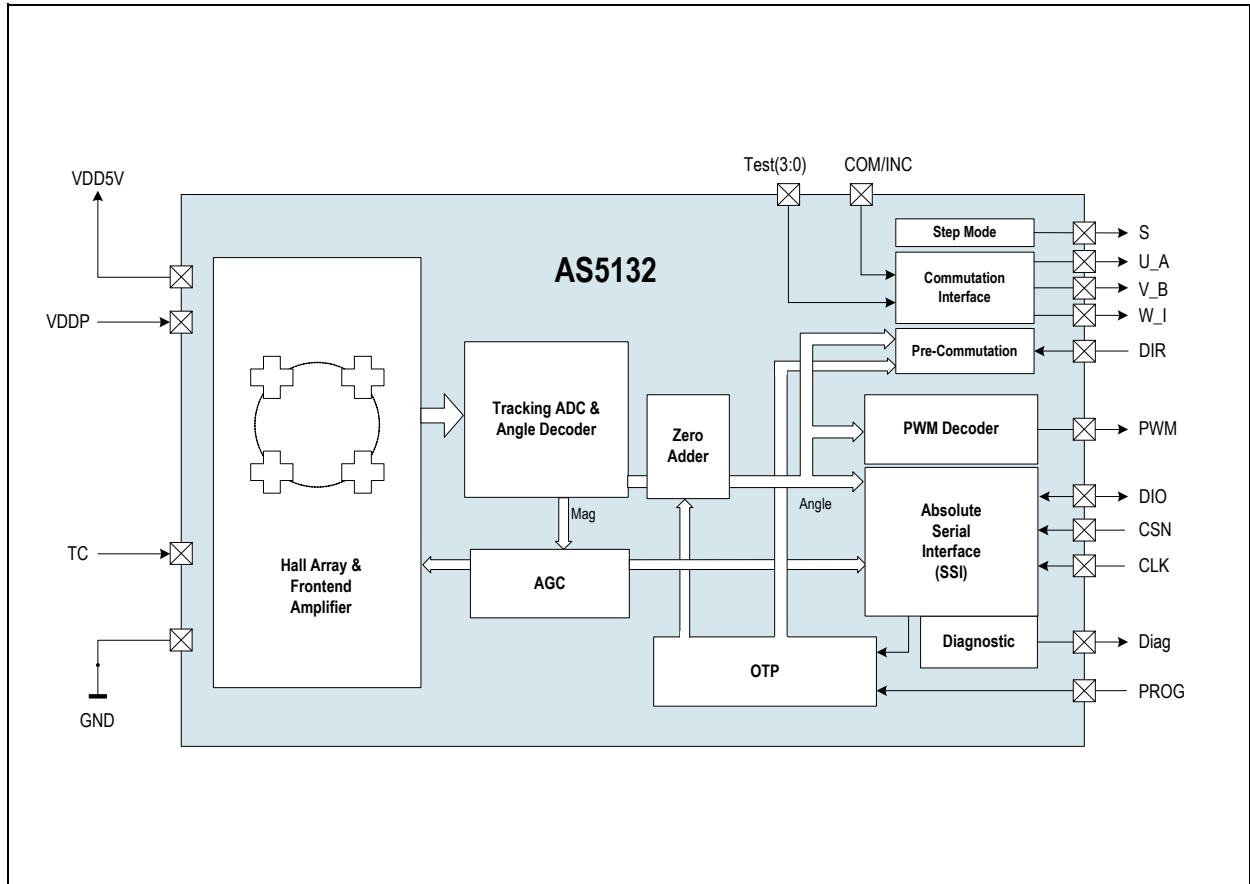 Test(3:0)
COM/INC
VDD5V
Step Mode
S
AS5132
Commutation
Interface
U_A
V_B
W_I
VDDP
Pre-Commutation
DIR
Tracking ADC &
Angle Decoder
Zero
Adder
PWM Decoder
PWM
Angle
Mag
Absolute
Serial
Interface
(SSI)
DIO
CSN
CLK
TC
Hall Array &
Frontend
Amplifier
AGC
Diagnostic
Diag
OTP
PROG
GND